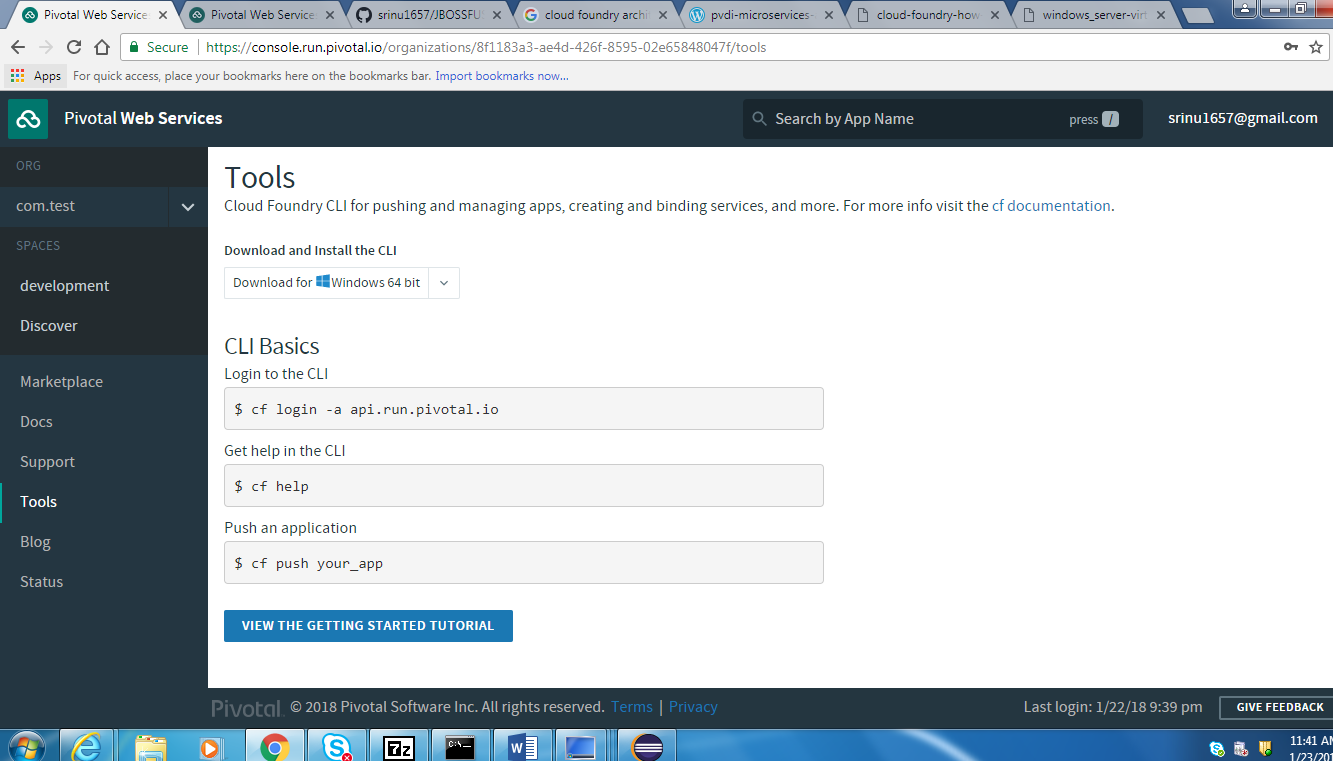 Pivotal Web Service
Pivotal Web Service
srinu1657/JBOSSFUS
cloud foundry archi
pvdi-microservices-
cloud-foundry-how
windows_server-virt
Secure
https://console.run.pivotal.io/organizations/8f1183a3-ae4d-426f-8595-02e65848047f/tools
Apps For quick access, place your bookmarks here on the bookmarks bar. Import bookmarks now...
Pivotal Web Services
Search by App Name
press /
srinu1657@gmail.com
ORG
com.test
SPACES
development
Discover
Marketplace
Docs
Support
Tools
Blog
Status
Tools
Cloud Foundry CLI for pushing and managing apps, creating and binding services, and more. For more info visit the cf documentation.
Download and Install the CLI
Download for Windows 64 bit
CLI Basics
Login to the CLI
$ cf login -a api.run.pivotal.io
Get help in the CLI
$ cf help
Push an application
$ cf push your_app
VIEW THE GETTING STARTED TUTORIAL
Pivotal. © 2018 Pivotal Software Inc. All rights reserved. Terms | Privacy
Last login: 1/22/18 9:39 pm
GIVE FEEDBACK
7z
C:\
W
11:41 AM
1/23/20